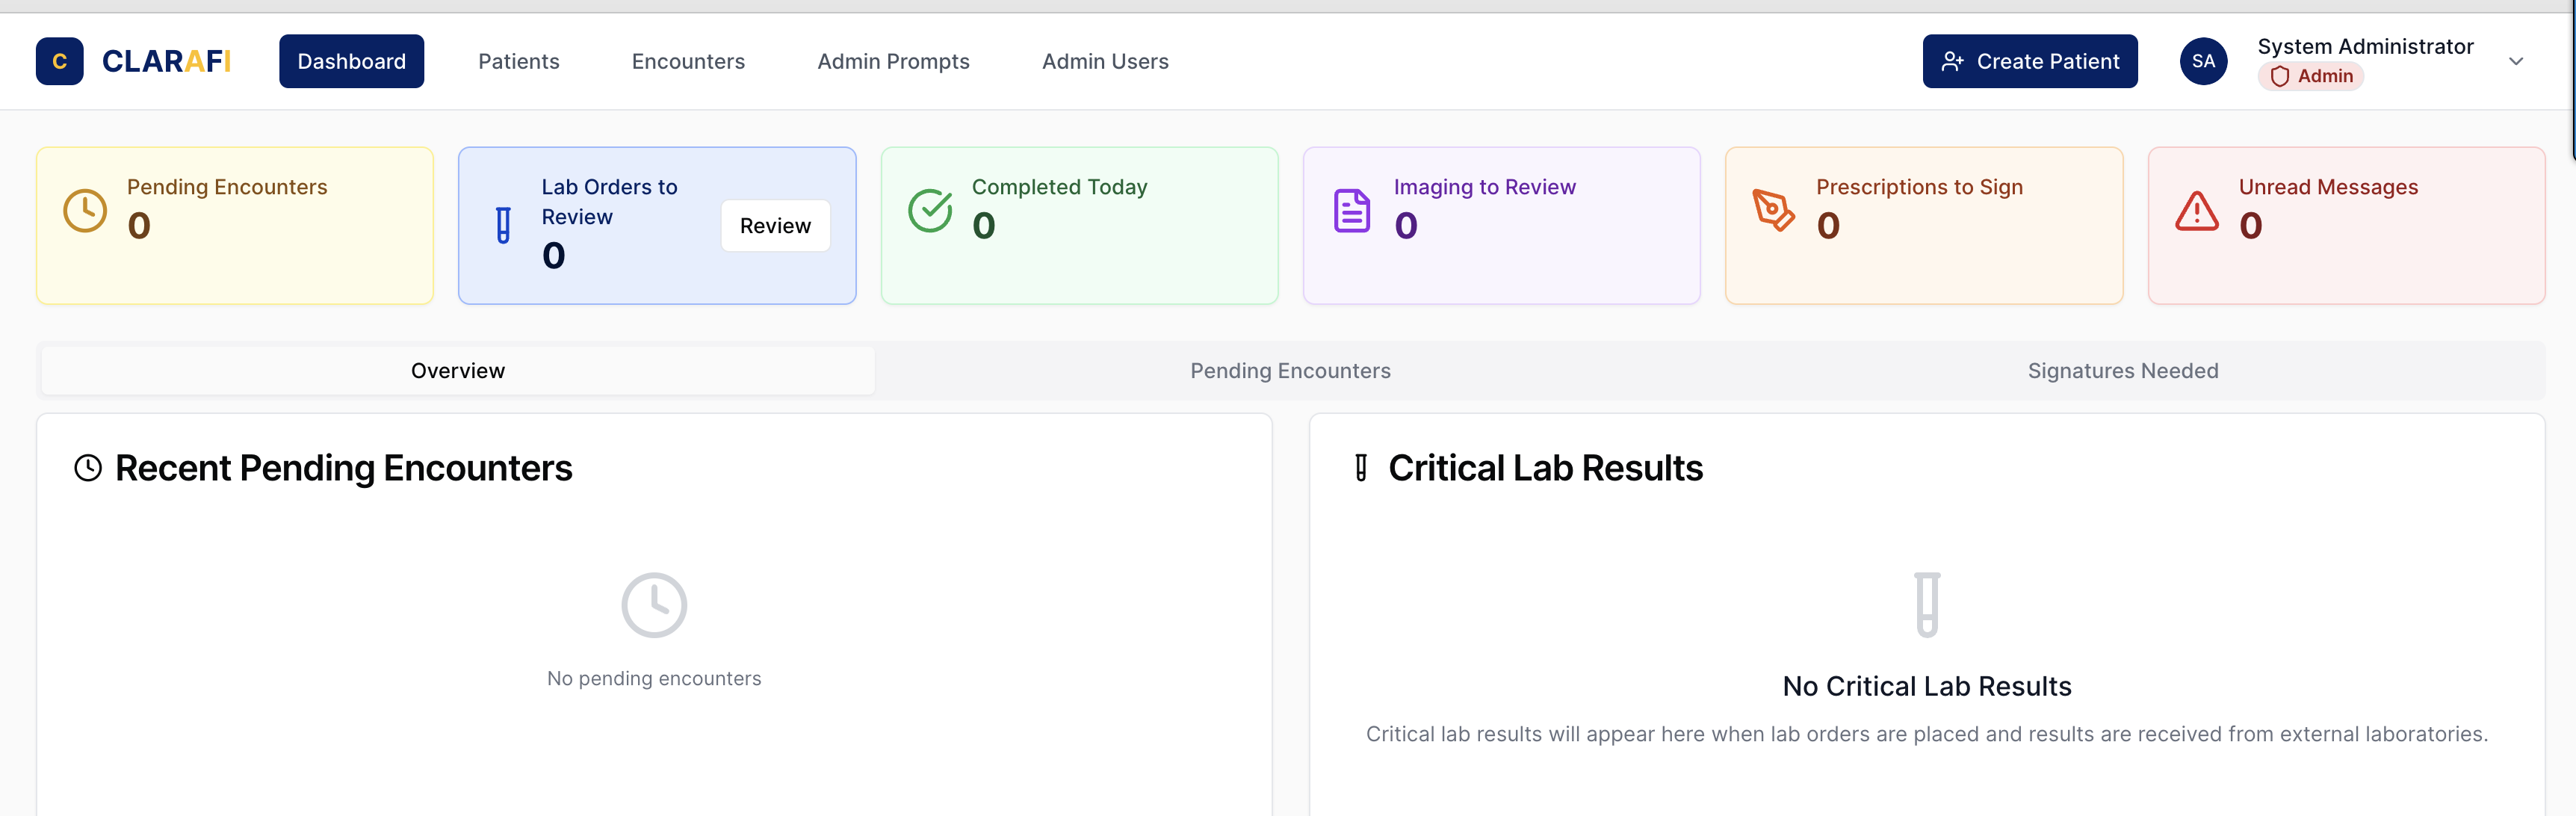 C CLARAFI Dashboard Patients Encounters Admin Prompts Admin Users Create Patient SA System Administrator
Admin
Pending Encounters
0
Lab Orders to
Review
0
Review
Completed Today
0
Imaging to Review
0
Prescriptions to Sign
0
Unread Messages
0
Overview Pending Encounters Signatures Needed
Recent Pending Encounters
No pending encounters
Critical Lab Results
No Critical Lab Results
Critical lab results will appear here when lab orders are placed and results are received from external laboratories.